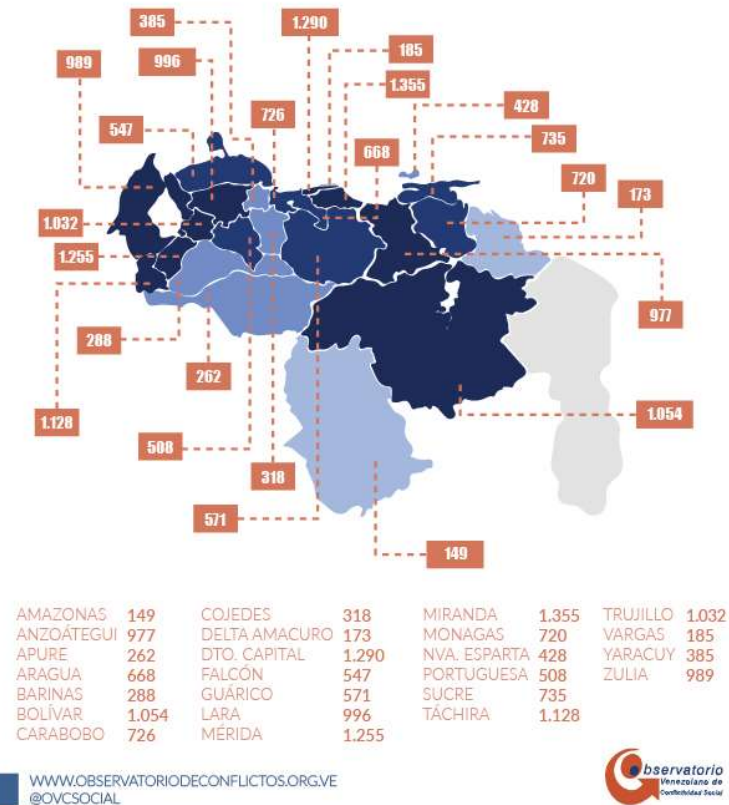 385
1.290
185
989
996
1.355
428
547
726
735
668
720
173
1.032
1.255
977
288
262
1.128
1.054
508
318
571
149
AMAZONAS 149
ANZOÁTEGUI 977
APURE 262
ARAGUA 668
BARINAS 288
BOLÍVAR 1.054
CARABOBO 726
COJEDES 318
DELTA AMACURO 173
DTO. CAPITAL 1.290
FALCÓN 547
GUÁRICO 571
LARA 996
MÉRIDA 1.255
MIRANDA 1.355
MONAGAS 720
NVA. ESPARTA 428
PORTUGUESA 508
SUCRE 735
TÁCHIRA 1.128
TRUJILLO 1.032
VARGAS 185
YARACUY 385
ZULIA 989
WWW.OBSERVATORIODECONFLICTOS.ORG.VE
@OVCSOCIAL
Observatorio
Venezolano de
Conflictividad Social